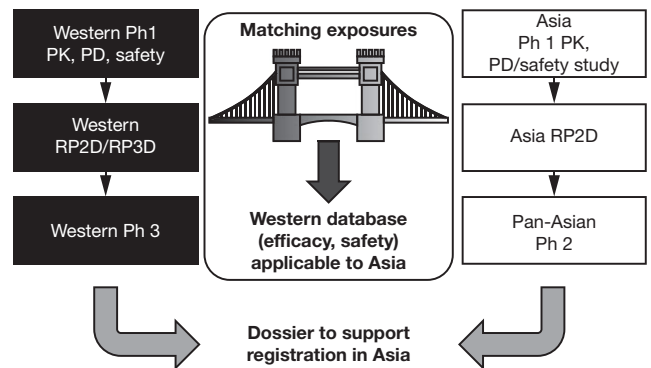 Western Ph1
PK, PD, safety
Western
RP2D/RP3D
Western Ph 3
Matching exposures
Western database
(efficacy, safety)
applicable to Asia
Asia
Ph 1 PK,
PD/safety study
Asia RP2D
Pan-Asian
Ph 2
Dossier to support
registration in Asia